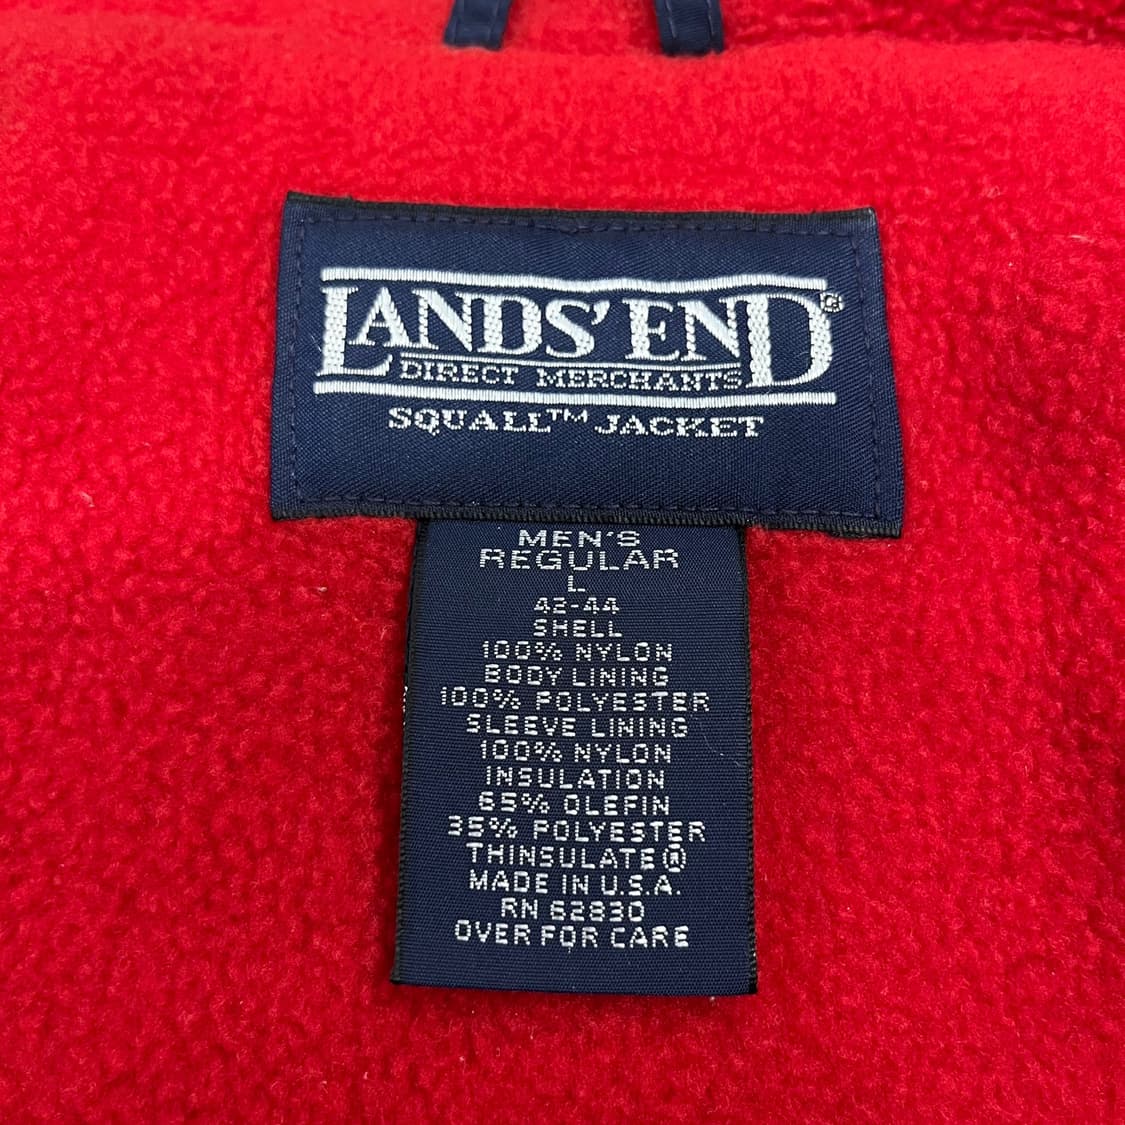 LANDS' END®
DIRECT MERCHANTS
SQUALL™ JACKET
MEN'S
REGULAR
L
42-44
SHELL
100% NYLON
BODY LINING
100% POLYESTER
SLEEVE LINING
100% NYLON
INSULATION
65% OLEFIN
35% POLYESTER
THINSULATE®
MADE IN U.S.A.
RN 62830
OVER FOR CARE